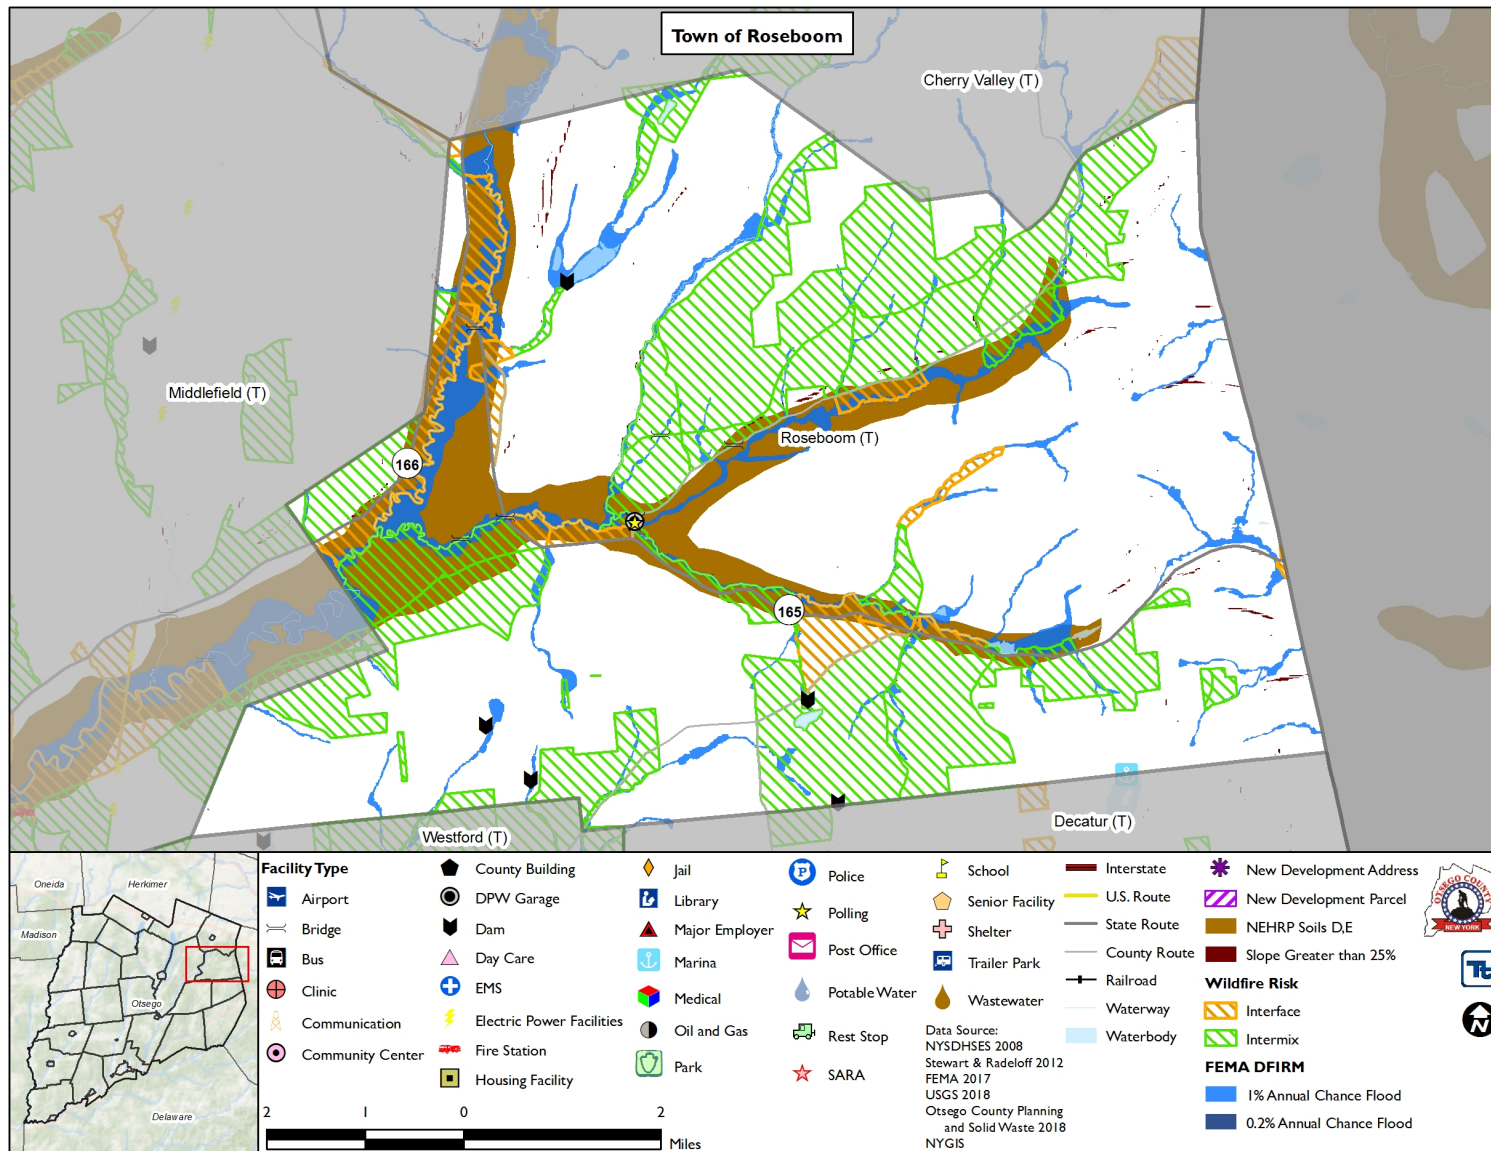 Town of Roseboom
Cherry Valley (T)
Middlefield (T)
Roseboom (T)
166
165
Westford (T)
Decatur (T)
Oneida
Herkimer
Madison
Otsego
Delaware
Facility Type
Airport
Bridge
Bus
Clinic
Communication
Community Center
County Building
DPW Garage
Dam
Day Care
EMS
Electric Power Facilities
Fire Station
Housing Facility
Jail
Library
Major Employer
Marina
Medical
Oil and Gas
Park
P
Police
Polling
Post Office
Potable Water
Rest Stop
SARA
School
Senior Facility
Shelter
Trailer Park
Wastewater
Data Source:
NYSDHSES 2008
Stewart & Radeloff 2012
FEMA 2017
USGS 2018
Otsego County Planning
and Solid Waste 2018
NYGIS
Interstate
U.S. Route
State Route
County Route
Railroad
Waterway
Waterbody
New Development Address
New Development Parcel
NEHRP Soils D,E
Slope Greater than 25%
Wildfire Risk
Interface
Intermix
FEMA DFIRM
1% Annual Chance Flood
0.2% Annual Chance Flood
OTSEGO COUNTY
NEW YORK
Tt
N
2 1 0 2
Miles